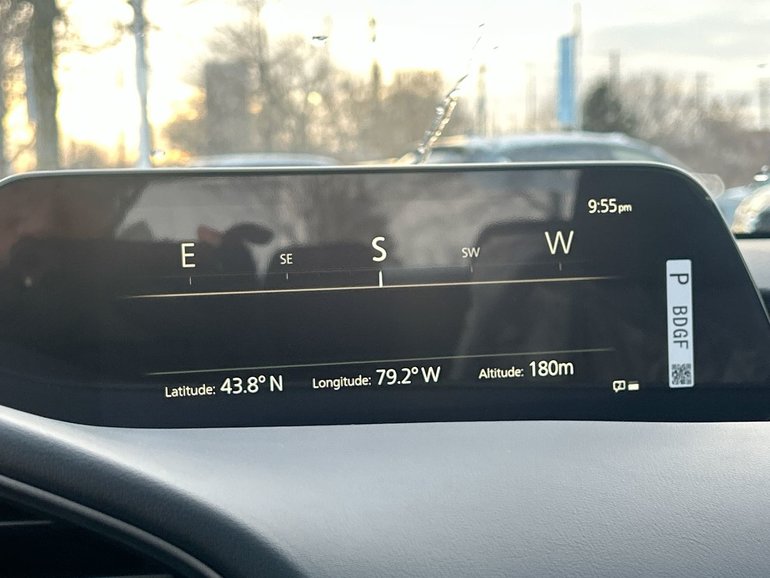 9:55pm
E SE S SW W
P BDGF
Latitude: 43.8° N Longitude: 79.2° W Altitude: 180m